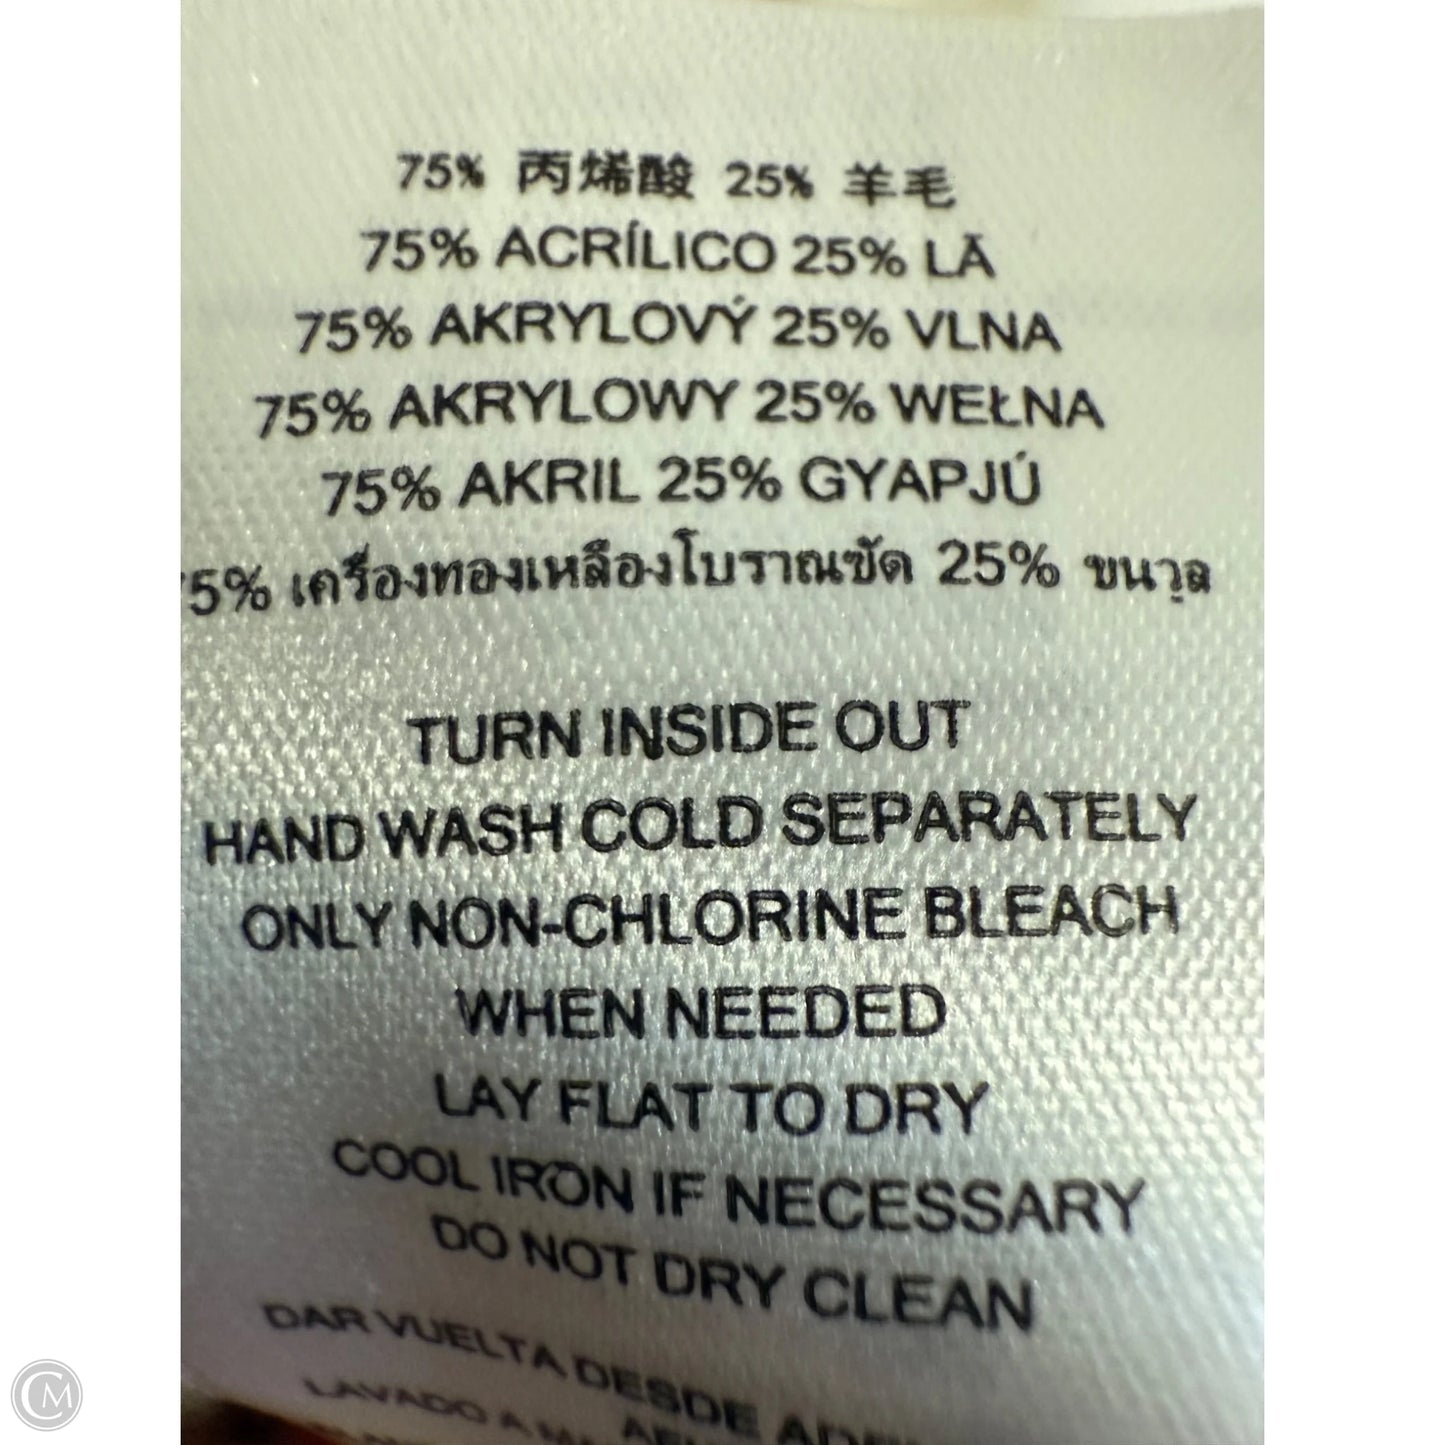 75% 丙烯酸 25% 羊毛
75% ACRÍLICO 25% LÃ
75% AKRYLOVÝ 25% VLNA
75% AKRYLOWY 25% WEŁNA
75% AKRIL 25% GYAPJÚ
5% เครื่องทองเหลืองโบราณขัด 25% ขนวุล
TURN INSIDE OUT
HAND WASH COLD SEPARATELY
ONLY NON-CHLORINE BLEACH
WHEN NEEDED
LAY FLAT TO DRY
COOL IRON IF NECESSARY
DO NOT DRY CLEAN
DAR VUELTA DESDE
LAVADO A
CM